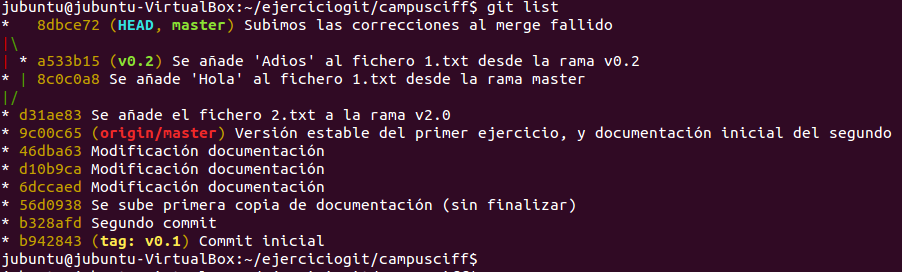 jubuntu@jubuntu-VirtualBox:~/ejerciciogit/campusciff$ git list
*   8dbce72 (HEAD, master) Subimos las correcciones al merge fallido
|\
| * a533b15 (v0.2) Se añade 'Adios' al fichero 1.txt desde la rama v0.2
* | 8c0c0a8 Se añade 'Hola' al fichero 1.txt desde la rama master
|/
* d31ae83 Se añade el fichero 2.txt a la rama v2.0
* 9c00c65 (origin/master) Versión estable del primer ejercicio, y documentación inicial del segundo
* 46dba63 Modificación documentación
* d10b9ca Modificación documentación
* 6dccaed Modificación documentación
* 56d0938 Se sube primera copia de documentación (sin finalizar)
* b328afd Segundo commit
* b942843 (tag: v0.1) Commit inicial
jubuntu@jubuntu-VirtualBox:~/ejerciciogit/campusciff$